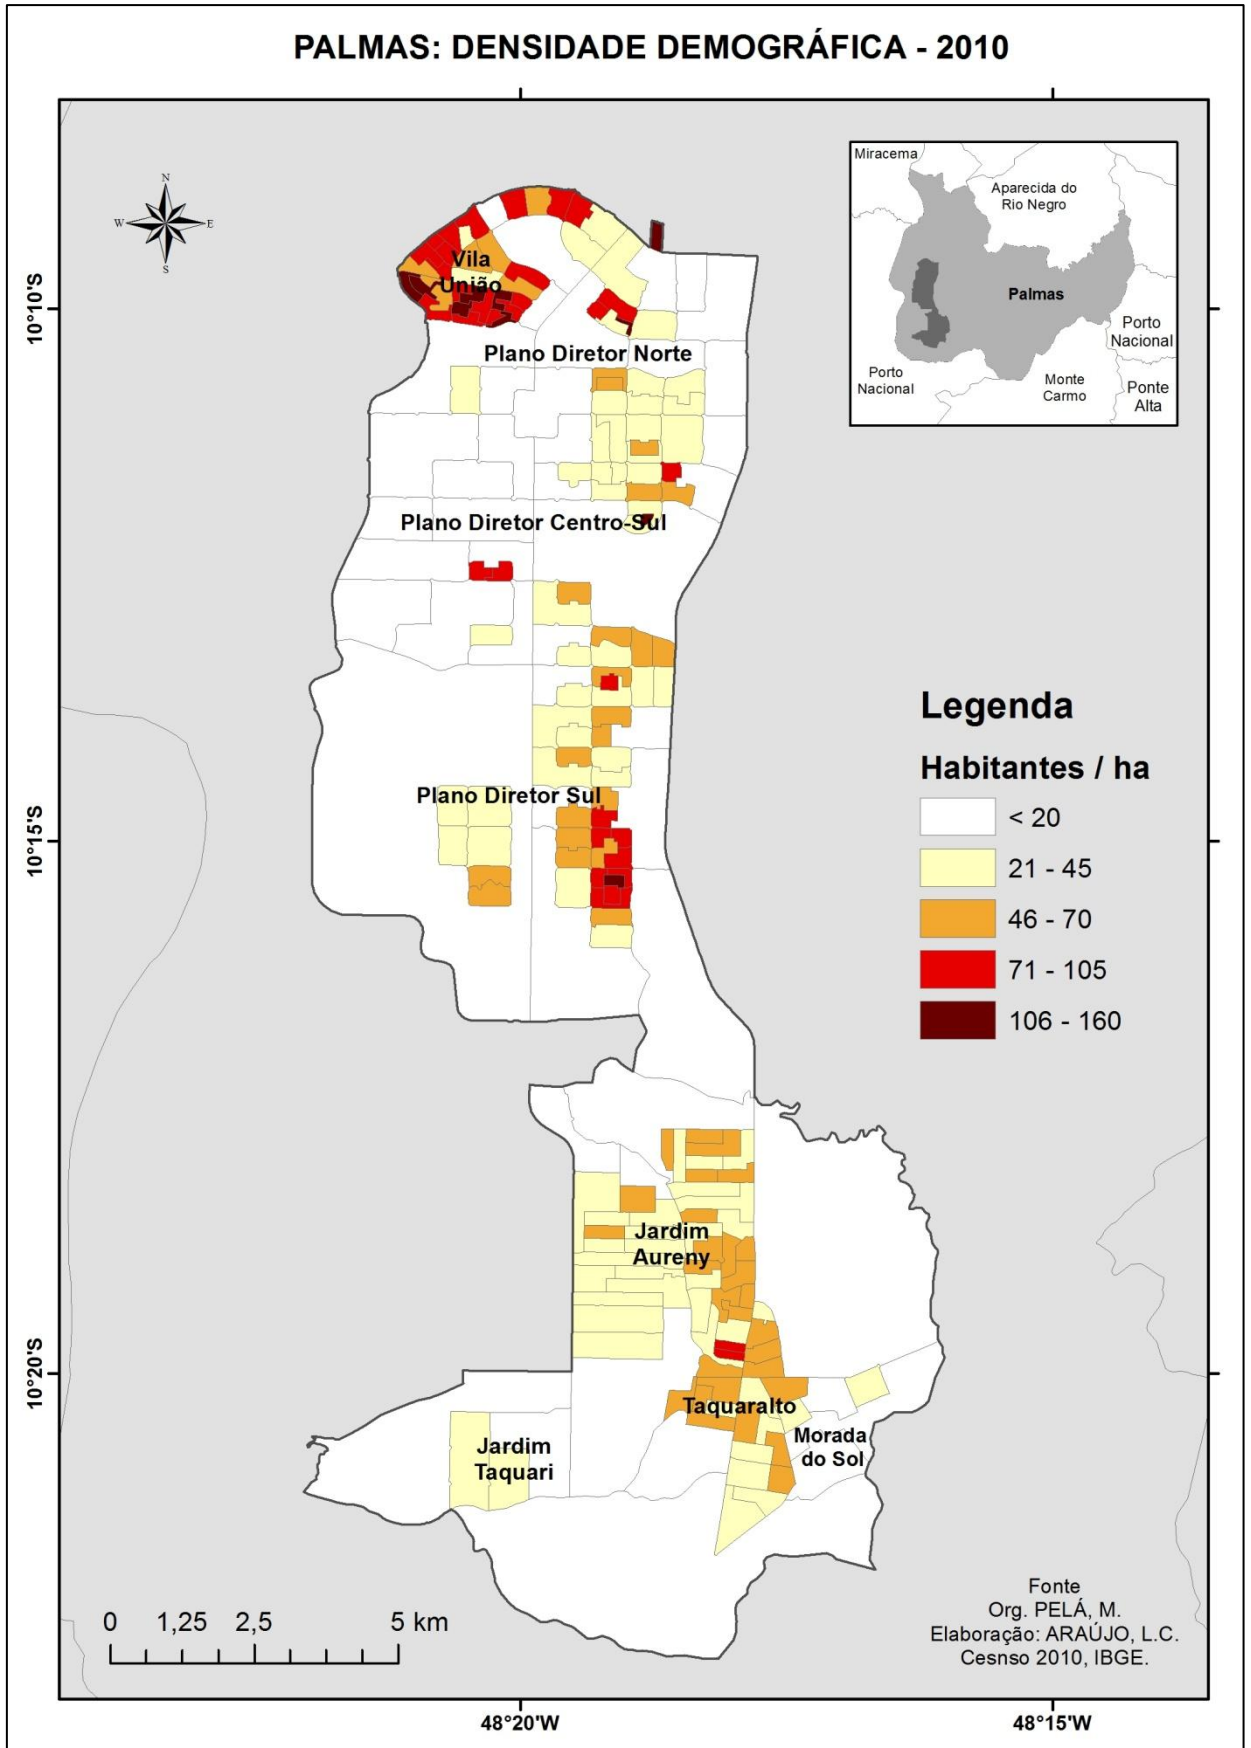 PALMAS: DENSIDADE DEMOGRÁFICA - 2010
N
W
E
S
Miracema
Aparecida do
Rio Negro
Palmas
Porto
Nacional
Porto
Nacional
Monte
Carmo
Ponte
Alta
10°10'S
10°15'S
10°20'S
Vila
União
Plano Diretor Norte
Plano Diretor Centro-Sul
Plano Diretor Sul
Jardim
Aureny
Taquaralto
Morada
do Sol
Jardim
Taquari
Legenda
Habitantes / ha
< 20
21 - 45
46 - 70
71 - 105
106 - 160
0 1,25 2,5 5 km
Fonte
Org. PELÁ, M.
Elaboração: ARAÚJO, L.C.
Cesnso 2010, IBGE.
48°20'W
48°15'W